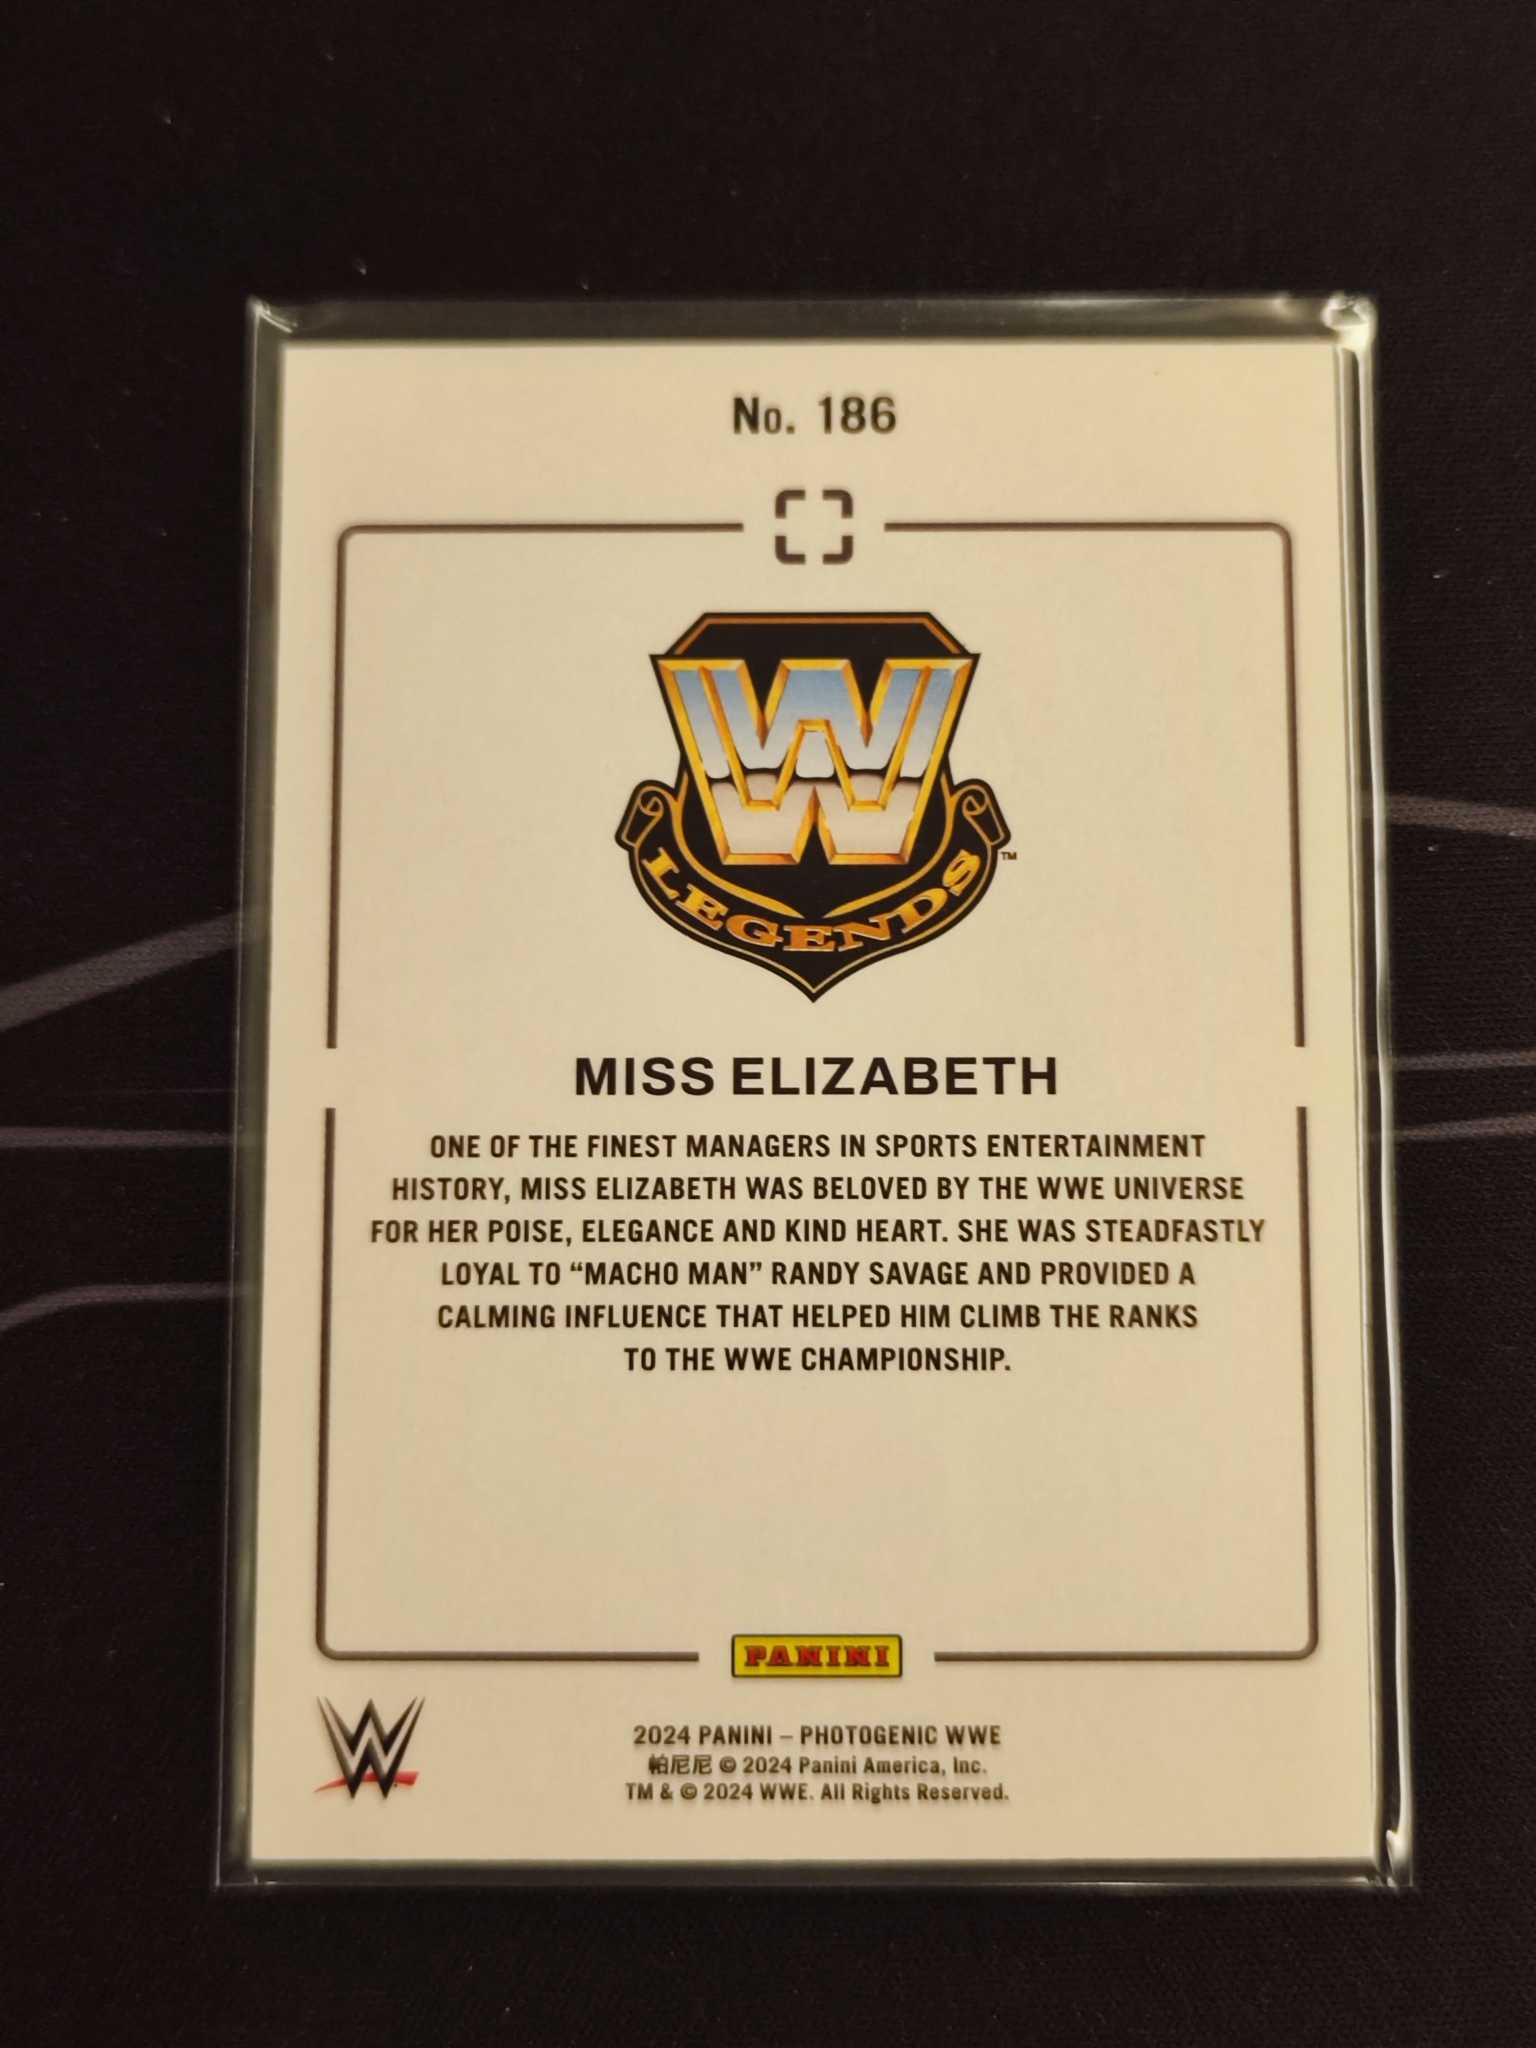 No. 186
W
W
LEGENDS
TM
MISS ELIZABETH
ONE OF THE FINEST MANAGERS IN SPORTS ENTERTAINMENT
HISTORY, MISS ELIZABETH WAS BELOVED BY THE WWE UNIVERSE
FOR HER POISE, ELEGANCE AND KIND HEART. SHE WAS STEADFASTLY
LOYAL TO “MACHO MAN” RANDY SAVAGE AND PROVIDED A
CALMING INFLUENCE THAT HELPED HIM CLIMB THE RANKS
TO THE WWE CHAMPIONSHIP.
PANINI
W
2024 PANINI – PHOTOGENIC WWE
帕尼尼 © 2024 Panini America, Inc.
TM & © 2024 WWE. All Rights Reserved.